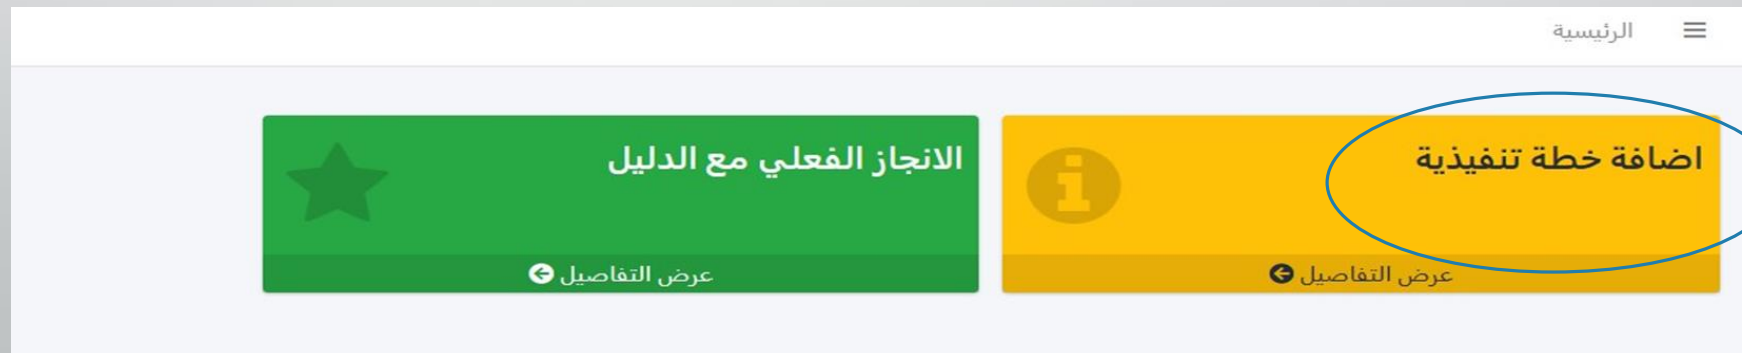 الرئيسية
اضافة خطة تنفيذية
عرض التفاصيل
الانجاز الفعلي مع الدليل
عرض التفاصيل